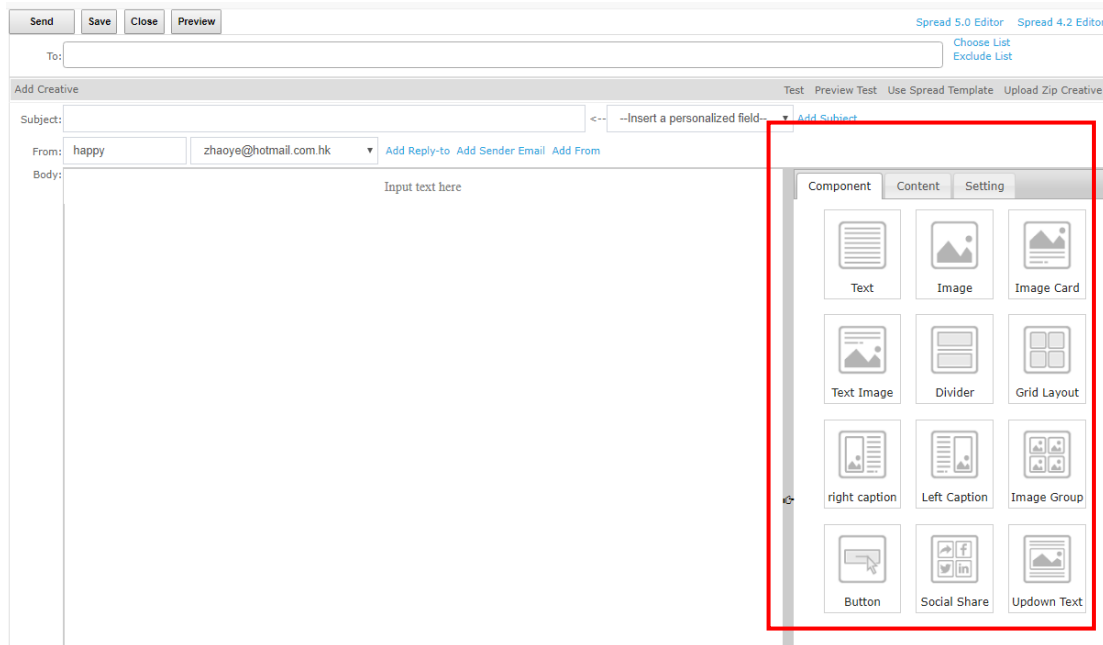 Send Save Close Preview Spread 5.0 Editor Spread 4.2 Editor
Choose List
To:
Exclude List
Add Creative Test Preview Test Use Spread Template Upload Zip Creative
Subject: <-- --Insert a personalized field-- Add Subject
From: happy zhaoye@hotmail.com.hk Add Reply-to Add Sender Email Add From
Body: Input text here
Component Content Setting
Text Image Image Card
Text Image Divider Grid Layout
right caption Left Caption Image Group
Button Social Share Updown Text